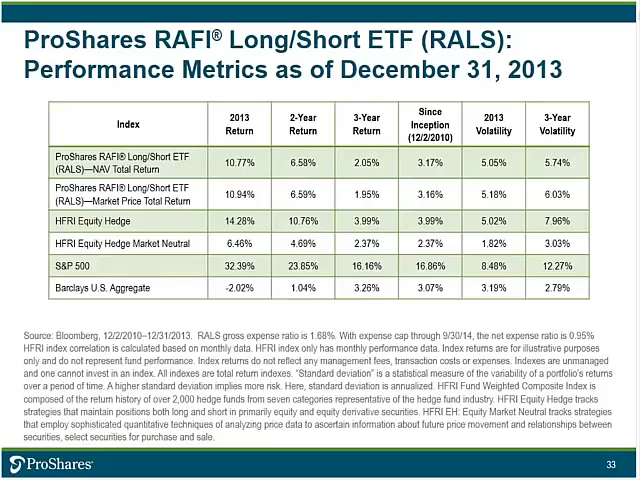 ProShares RAFI® Long/Short ETF (RALS):
Performance Metrics as of December 31, 2013
Index 2013 Return 2-Year Return 3-Year Return Since Inception (12/2/2010) 2013 Volatility 3-Year Volatility
ProShares RAFI® Long/Short ETF (RALS)—NAV Total Return 10.77% 6.58% 2.05% 3.17% 5.05% 5.74%
ProShares RAFI® Long/Short ETF (RALS)—Market Price Total Return 10.94% 6.59% 1.95% 3.16% 5.18% 6.03%
HFRI Equity Hedge 14.28% 10.76% 3.99% 3.99% 5.02% 7.96%
HFRI Equity Hedge Market Neutral 6.46% 4.69% 2.37% 2.37% 1.82% 3.03%
S&P 500 32.39% 23.85% 16.16% 16.86% 8.48% 12.27%
Barclays U.S. Aggregate -2.02% 1.04% 3.26% 3.07% 3.19% 2.79%
Source: Bloomberg, 12/2/2010–12/31/2013. RALS gross expense ratio is 1.68%. With expense cap through 9/30/14, the net expense ratio is 0.95%
HFRI index correlation is calculated based on monthly data. HFRI index only has monthly performance data. Index returns are for illustrative purposes
only and do not represent fund performance. Index returns do not reflect any management fees, transaction costs or expenses. Indexes are unmanaged
and one cannot invest in an index. All indexes are total return indexes. "Standard deviation" is a statistical measure of the variability of a portfolio's returns
over a period of time. A higher standard deviation implies more risk. Here, standard deviation is annualized. HFRI Fund Weighted Composite Index is
composed of the return history of over 2,000 hedge funds from seven categories representative of the hedge fund industry. HFRI Equity Hedge tracks
strategies that maintain positions both long and short in primarily equity and equity derivative securities. HFRI EH: Equity Market Neutral tracks strategies
that employ sophisticated quantitative techniques of analyzing price data to ascertain information about future price movement and relationships between
securities, select securities for purchase and sale.
ProShares
33